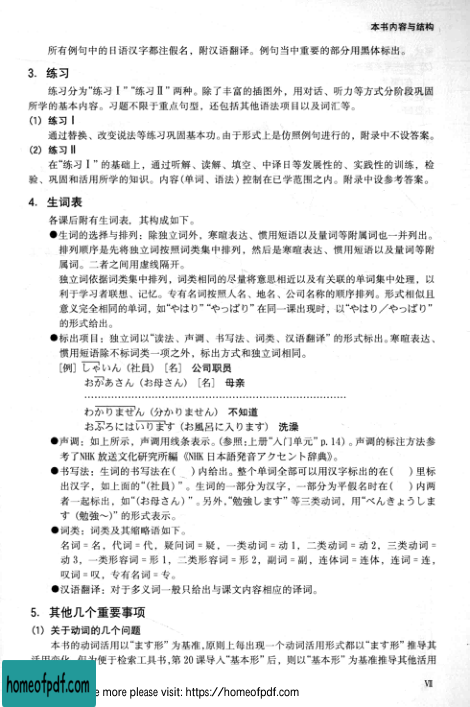 本书内容与结构
所有例句中的日语汉字都注假名，附汉语翻译。例句当中重要的部分用黑体标出。
3. 练习
练习分为“练习Ⅰ”“练习Ⅱ”两种。除了丰富的插图外，用对话、听力等方式分阶段巩固
所学的基本内容。习题不限于重点句型，还包括其他语法项目以及词汇等。
(1) 练习Ⅰ
通过替换、改变说法等练习巩固基本功。由于形式上是仿照例句进行的，附录中不设答案。
(2) 练习Ⅱ
在“练习Ⅰ”的基础上，通过听解、读解、填空、中译日等发展性的、实践性的训练，检
验、巩固和活用所学的知识。内容(单词、语法)控制在已学范围之内。附录中设参考答案。
4. 生词表
各课后附有生词表，其构成如下。
●生词的选择与排列：除独立词外，寒暄表达、惯用短语以及量词等附属词也一并列出。
排列顺序是先将独立词按照词类集中排列，然后是寒暄表达、惯用短语以及量词等附
属词。二者之间用虚线隔开。
独立词依据词类集中排列，词类相同的尽量将意思相近以及有关联的单词集中处理，以
利于学习者联想、记忆。专有名词按照人名、地名、公司名称的顺序排列。形式相似且
意义完全相同的单词，如“やはり”“やっぱり”在同一课出现时，以“やはり／やっぱり”
的形式给出。
●标出项目：独立词以“读法、声调、书写法、词类、汉语翻译”的形式标出。寒暄表达、
惯用短语除不标词类一项之外，标出方式和独立词相同。
[例] しゃいん（社員）[名] 公司职员
おかあさん（お母さん）[名] 母亲
わかりません（分かりません）不知道
おふろにはいります（お風呂に入ります）洗澡
●声调：如上所示，声调用线条表示。(参照:上册“入门单元”p.14)。声调的标注方法参
考了NHK放送文化研究所編《NHK日本語発音アクセント辞典》。
●书写法：生词的书写法在( )内给出。整个单词全部可以用汉字标出的在( )里标
出汉字，如上面的“(社員)”。生词的一部分为汉字，一部分为平假名时在( )内两
者一起标出，如“(お母さん)”。另外，“勉強します”等三类动词，用“べんきょうしま
す（勉強～）”的形式表示。
●词类：词类及其缩略语如下。
名词＝名，代词＝代，疑问词＝疑，一类动词＝动1，二类动词＝动2，三类动词＝
动3，一类形容词＝形1，二类形容词＝形2，副词＝副，连体词＝连体，连词＝连，
叹词＝叹，专有名词＝专。
●汉语翻译：对于多义词一般只给出与课文内容相应的译词。
5. 其他几个重要事项
(1) 关于动词的几个问题
本书的动词活用以“ます形”为基准,原则上每出现一个动词活用形式都以“ます形”推导其
活用变化。但为便于检索工具书,第20课导入“基本形”后，则以“基本形”为基准推导其他活用
Ⅶ
homeofpdf.com
e more please visit: https://homeofpdf.com